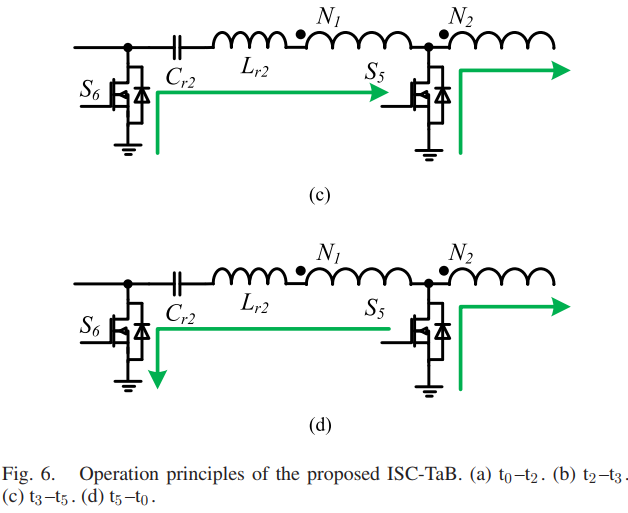 N1 N2
Cr2 Lr2 S5
S6
(c)
N1 N2
Cr2 Lr2 S5
S6
(d)
Fig. 6. Operation principles of the proposed ISC-TaB. (a) t0–t2. (b) t2–t3.
(c) t3–t5. (d) t5–t0.